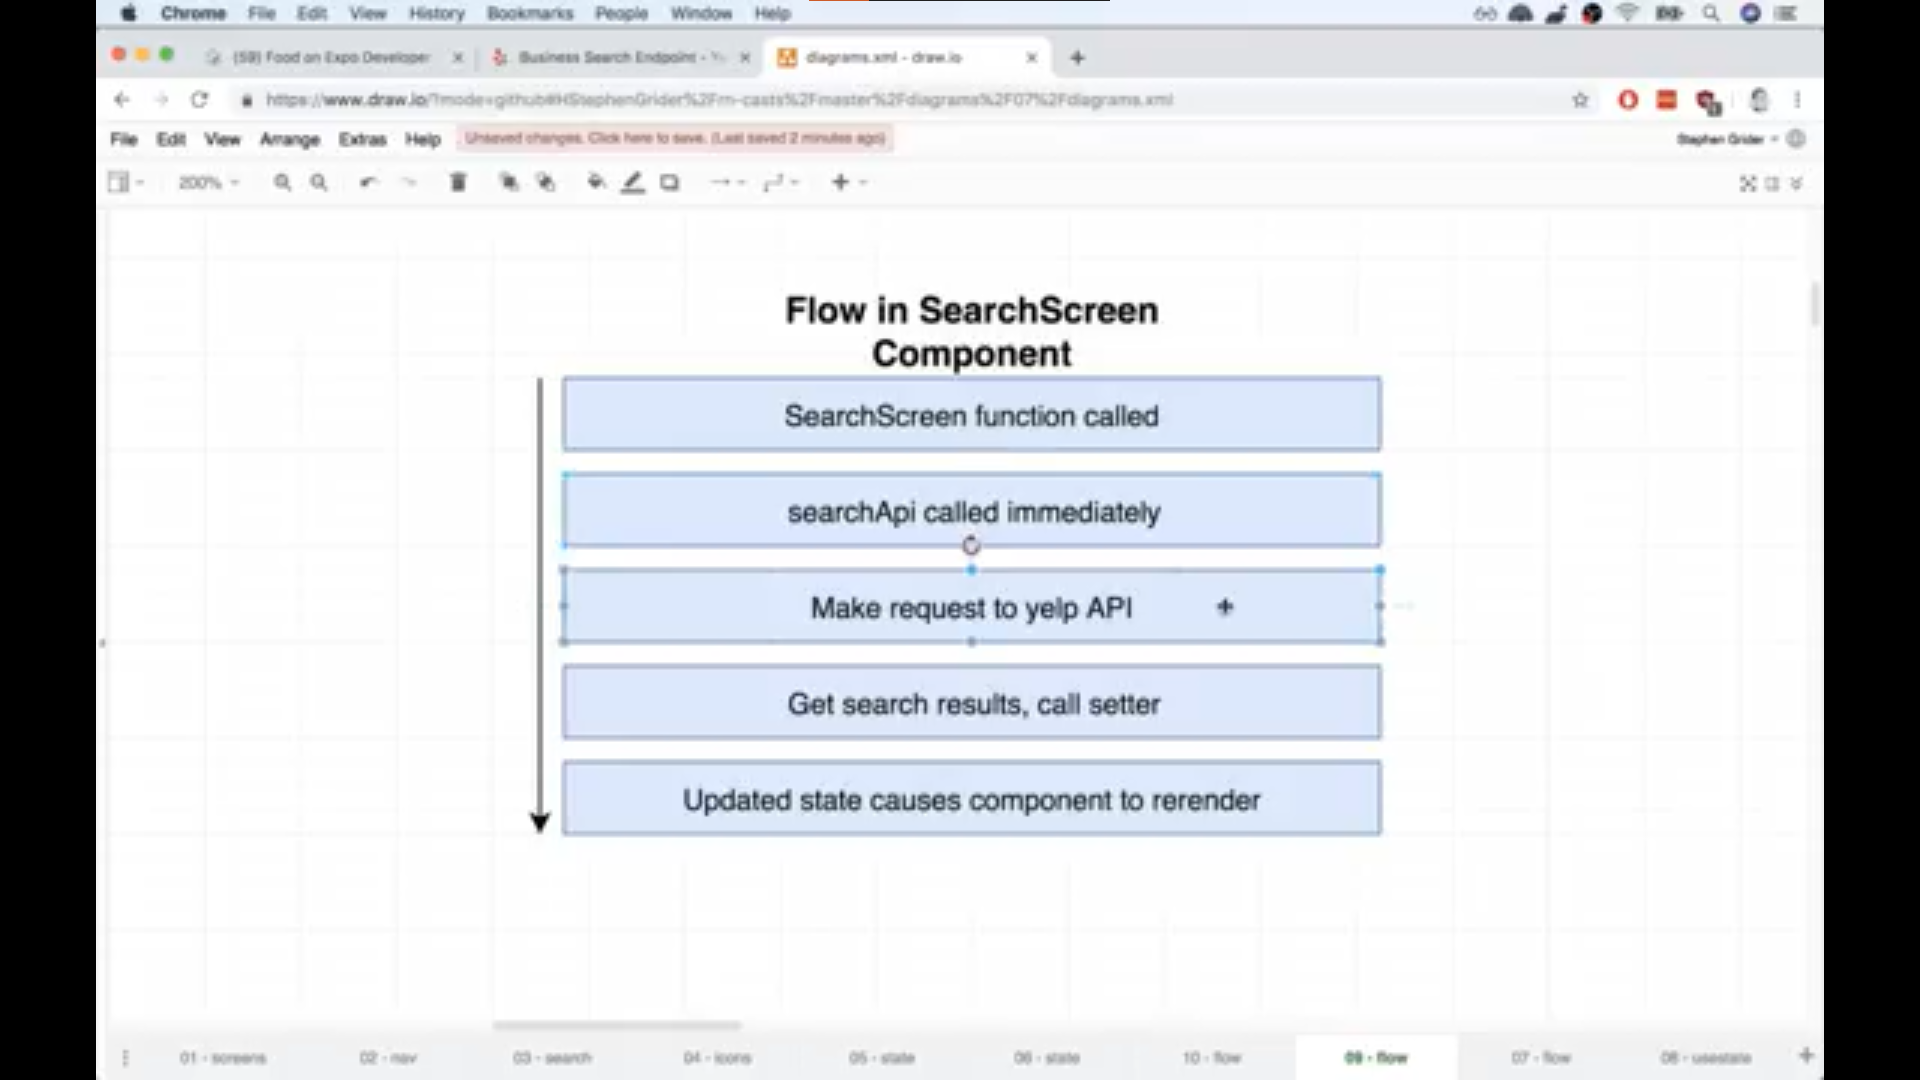 Chrome File Edit View History Bookmarks People Window Help
(59) Food on Expo Developer
Business Search Endpoint - Y
diagrams.xml - draw.io
https://www.draw.io/?mode=github#HStephenGrider%2Frn-casts%2Fmaster%2Fdiagrams%2F07%2Fdiagrams.xml
File Edit View Arrange Extras Help Unsaved changes. Click here to save. (Last saved 2 minutes ago)
Stephen Grider
200%
Flow in SearchScreen
Component
SearchScreen function called
searchApi called immediately
Make request to yelp API
Get search results, call setter
Updated state causes component to rerender
01 - screens 02 - nav 03 - search 04 - icons 05 - state 06 - state 10 - flow 09 - flow 07 - flow 08 - usestate